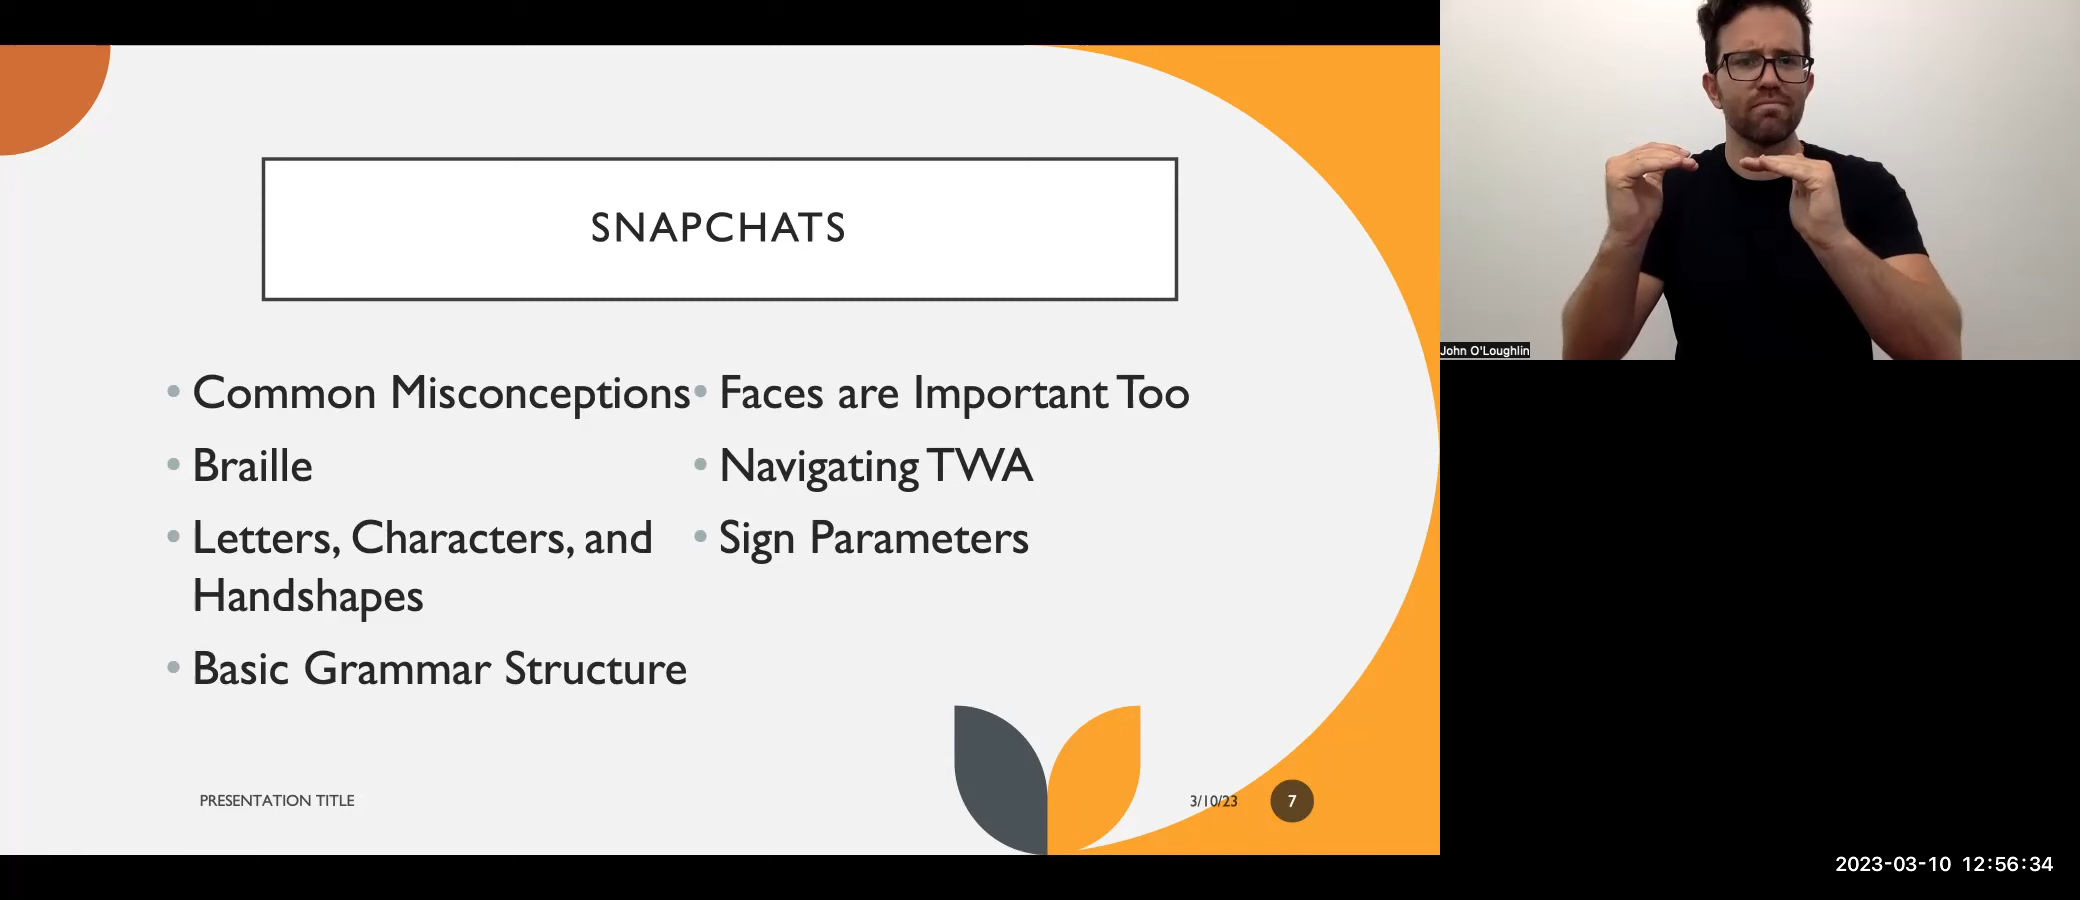 SNAPCHATS
• Common Misconceptions
• Braille
• Letters, Characters, and
Handshapes
• Basic Grammar Structure
• Faces are Important Too
• Navigating TWA
• Sign Parameters
PRESENTATION TITLE
3/10/23
7
John O'Loughlin
2023-03-10 12:56:34